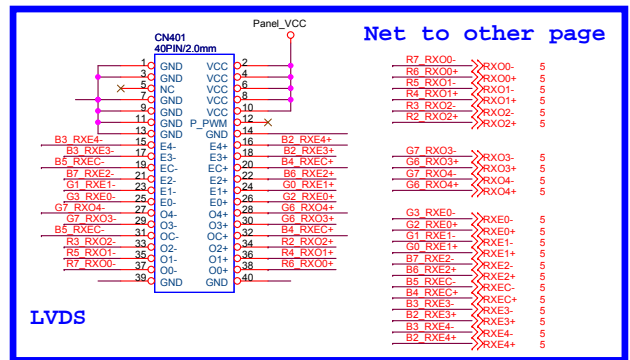 Panel_VCC
Net to other page
CN401
40PIN/2.0mm
1 GND VCC 2
3 GND VCC 4
5 NC VCC 6
7 GND VCC 8
9 GND VCC 10
11 GND P_PWM 12
13 GND GND 14
B3_RXE4- 15 E4- E4+ 16 B2_RXE4+
B3_RXE3- 17 E3- E3+ 18 B2_RXE3+
B5_RXEC- 19 EC- EC+ 20 B4_RXEC+
B7_RXE2- 21 E2- E2+ 22 B6_RXE2+
G1_RXE1- 23 E1- E1+ 24 G0_RXE1+
G3_RXE0- 25 E0- E0+ 26 G2_RXE0+
G7_RXO4- 27 O4- O4+ 28 G6_RXO4+
G7_RXO3- 29 O3- O3+ 30 G6_RXO3+
B5_RXEC- 31 OC- OC+ 32 B4_RXEC+
R3_RXO2- 33 O2- O2+ 34 R2_RXO2+
R5_RXO1- 35 O1- O1+ 36 R4_RXO1+
R7_RXO0- 37 O0- O0+ 38 R6_RXO0+
39 GND GND 40
LVDS
R7_RXO0- RXO0- 5
R6_RXO0+ RXO0+ 5
R5_RXO1- RXO1- 5
R4_RXO1+ RXO1+ 5
R3_RXO2- RXO2- 5
R2_RXO2+ RXO2+ 5
G7_RXO3- RXO3- 5
G6_RXO3+ RXO3+ 5
G7_RXO4- RXO4- 5
G6_RXO4+ RXO4+ 5
G3_RXE0- RXE0- 5
G2_RXE0+ RXE0+ 5
G1_RXE1- RXE1- 5
G0_RXE1+ RXE1+ 5
B7_RXE2- RXE2- 5
B6_RXE2+ RXE2+ 5
B5_RXEC- RXEC- 5
B4_RXEC+ RXEC+ 5
B3_RXE3- RXE3- 5
B2_RXE3+ RXE3+ 5
B3_RXE4- RXE4- 5
B2_RXE4+ RXE4+ 5